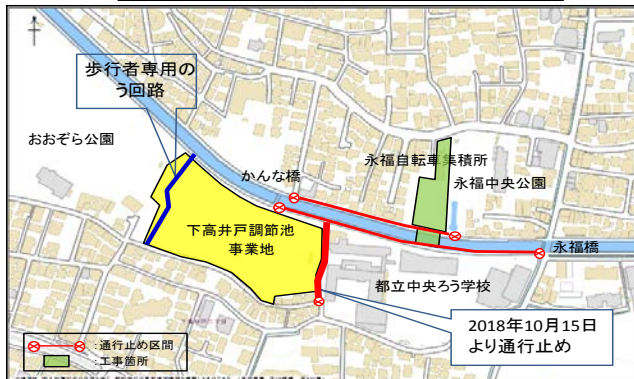 歩行者専用の
う回路
おおぞら公園
かんな橋
永福自転車集積所
永福中央公園
下高井戸調節池
事業地
永福橋
都立中央ろう学校
2018年10月15日
より通行止め
:通行止め区間
:工事箇所